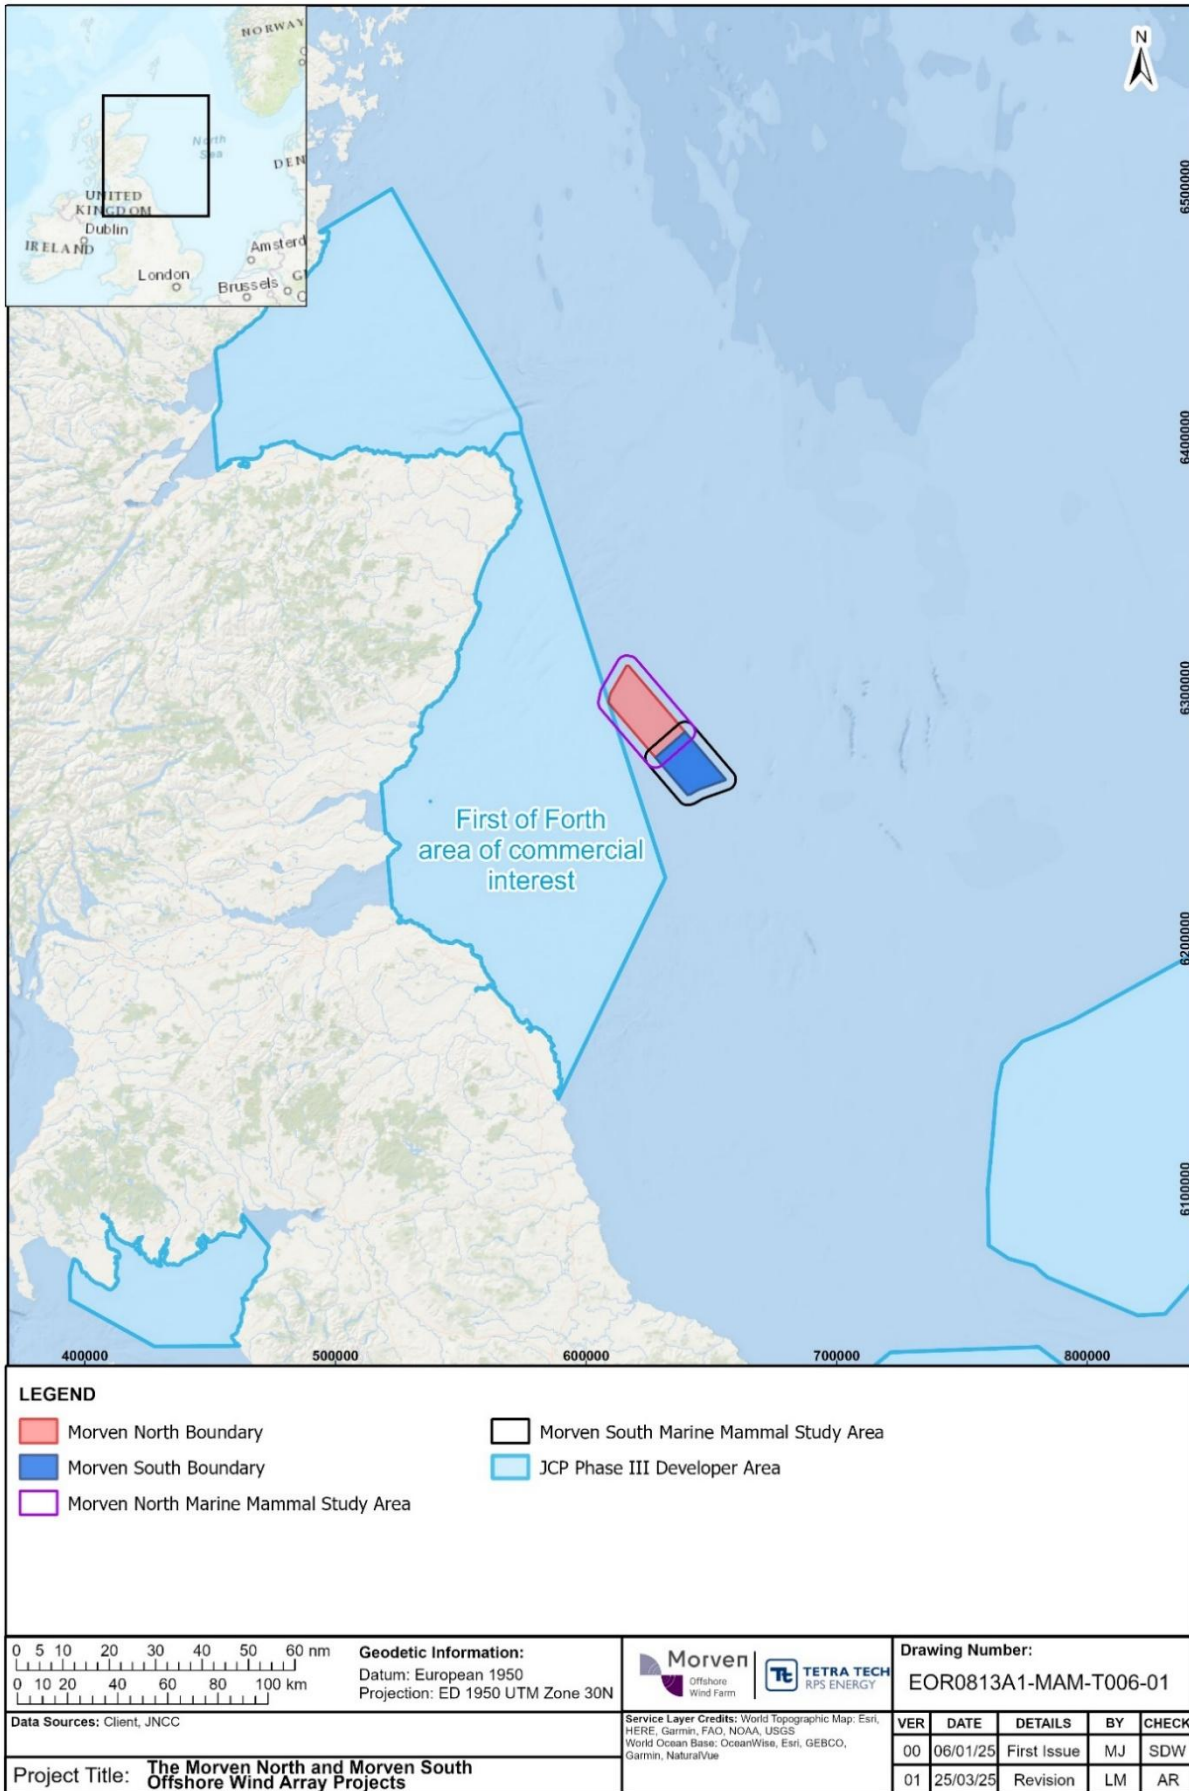 NORWAY
North
Sea
DEN
UNITED
KINGDOM
Dublin
IRELAND
Amsterd
London
Brussels
G
N
6500000
6400000
6300000
First of Forth
area of commercial
interest
6200000
6100000
400000 500000 600000 700000 800000
LEGEND
Morven North Boundary
Morven South Boundary
Morven North Marine Mammal Study Area
Morven South Marine Mammal Study Area
JCP Phase III Developer Area
0 5 10 20 30 40 50 60 nm
0 10 20 40 60 80 100 km
Geodetic Information:
Datum: European 1950
Projection: ED 1950 UTM Zone 30N
Morven
Offshore
Wind Farm
Tt TETRA TECH
RPS ENERGY
Drawing Number:
EOR0813A1-MAM-T006-01
Data Sources: Client, JNCC
Service Layer Credits: World Topographic Map: Esri,
HERE, Garmin, FAO, NOAA, USGS
World Ocean Base: OceanWise, Esri, GEBCO,
Garmin, NaturalVue
VER DATE DETAILS BY CHECK
00 06/01/25 First Issue MJ SDW
01 25/03/25 Revision LM AR
Project Title: The Morven North and Morven South
Offshore Wind Array Projects